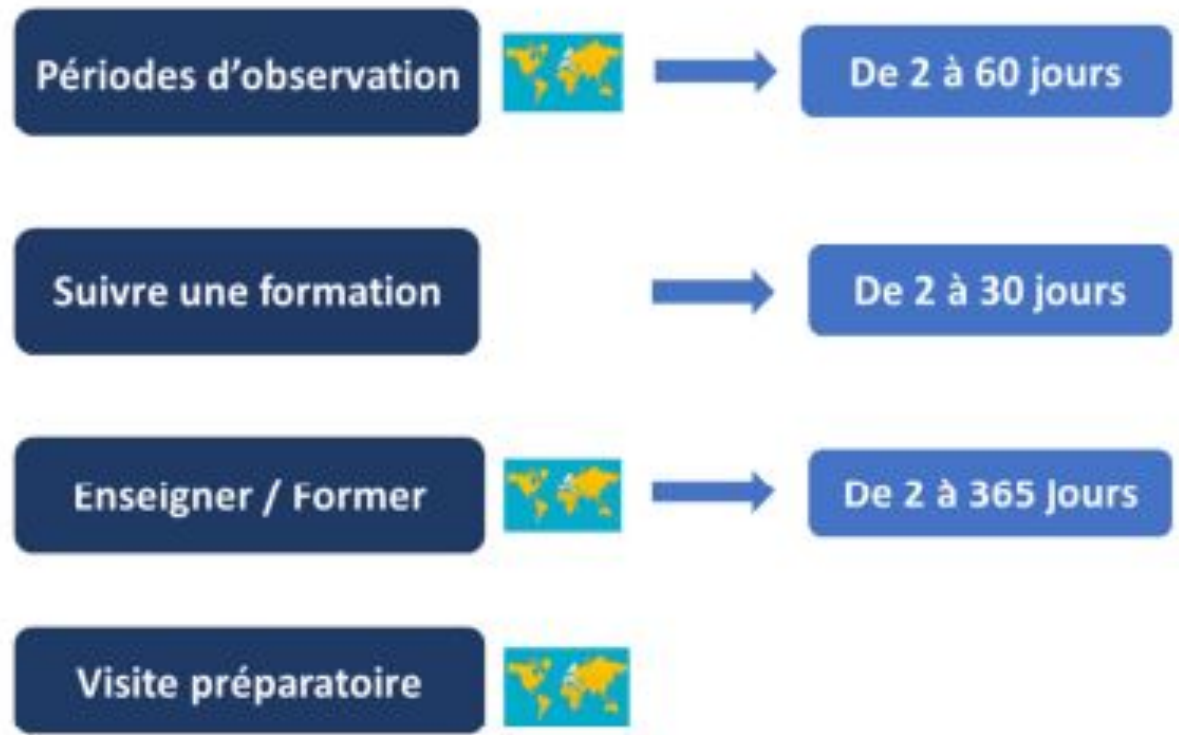 Périodes d'observation
De 2 à 60 jours
Suivre une formation
De 2 à 30 jours
Enseigner / Former
De 2 à 365 jours
Visite préparatoire